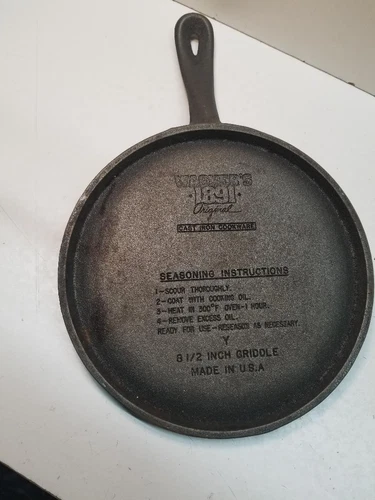 WAGNER'S
·1891·
Original
CAST IRON COOKWARE
SEASONING INSTRUCTIONS
1-SCOUR THOROUGHLY.
2-COAT WITH COOKING OIL.
3-HEAT IN 300°F OVEN-1 HOUR.
4-REMOVE EXCESS OIL.
READY FOR USE-RESEASON AS NECESSARY.
Y
8 1/2 INCH GRIDDLE
MADE IN U.S.A